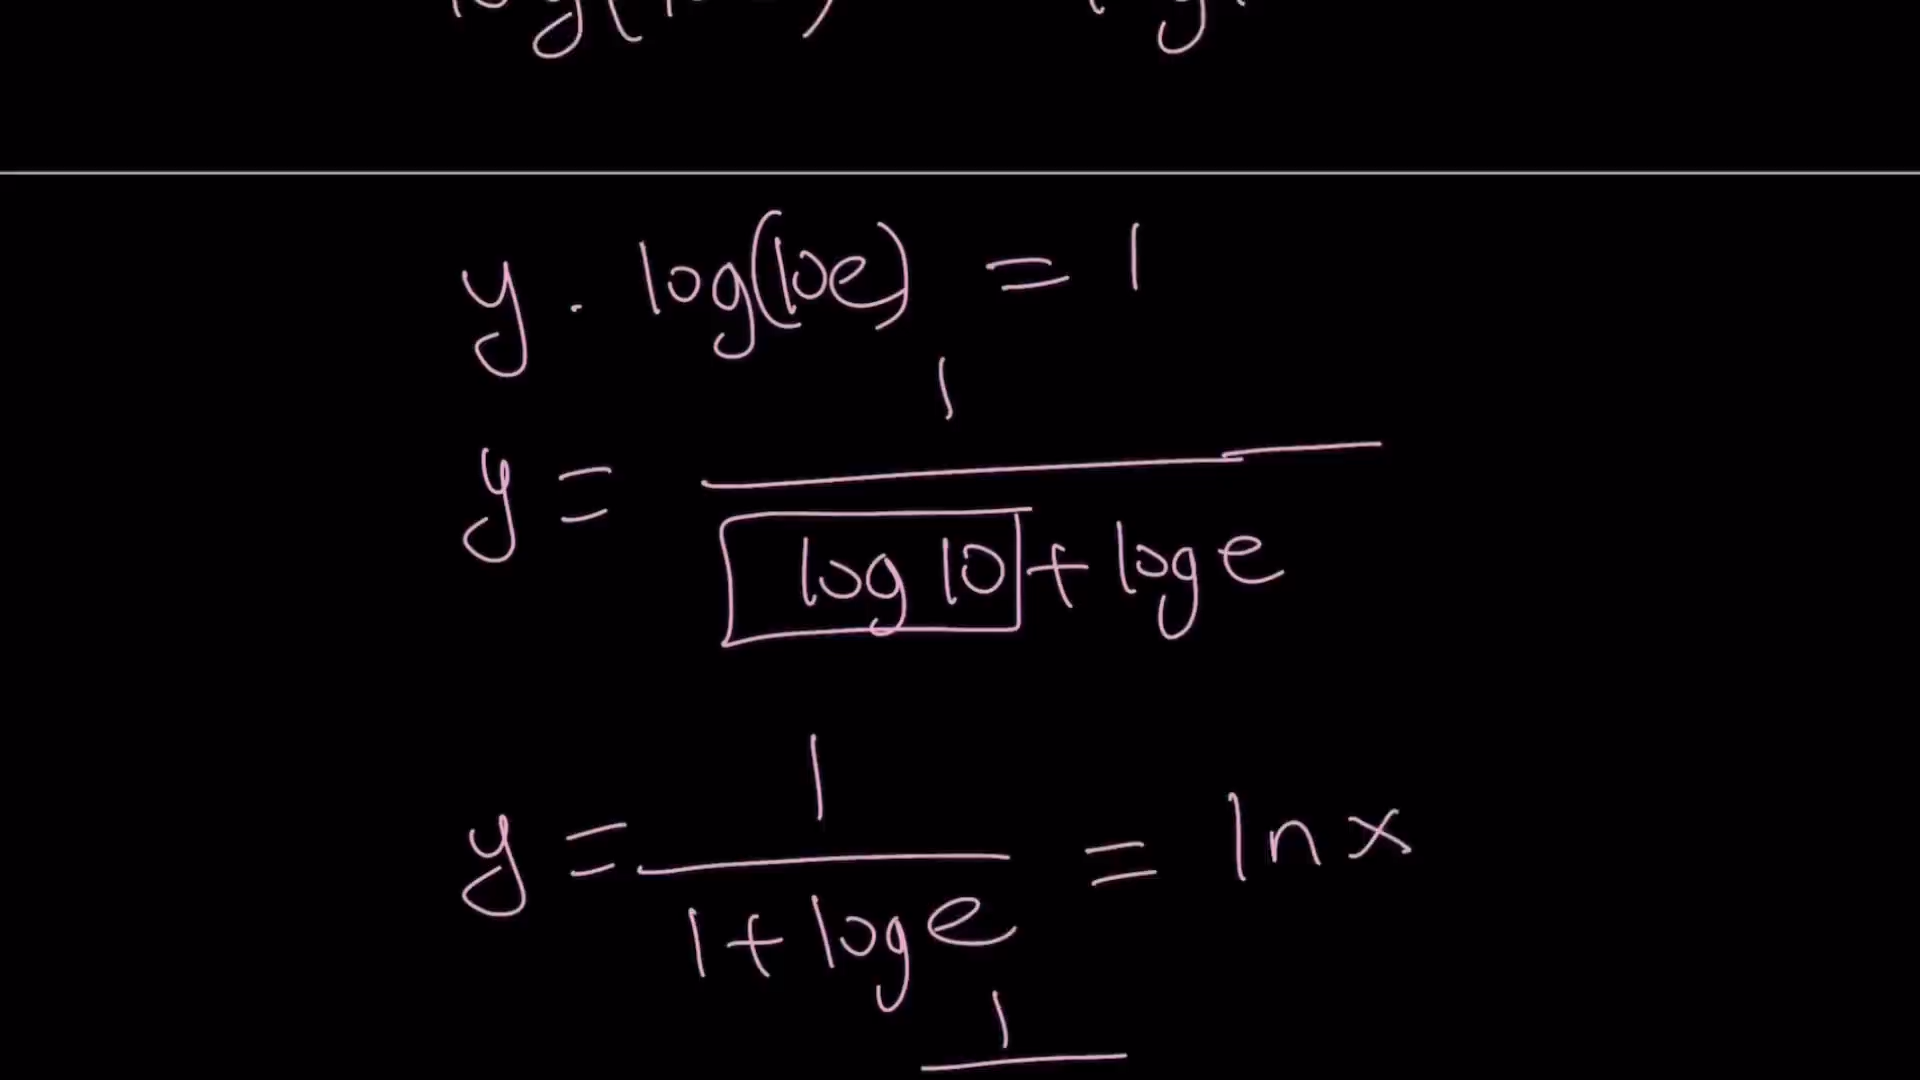 y · log(10e) = 1
y = 1 / (log 10 + log e)
y = 1 / (1 + log e) = ln x
1